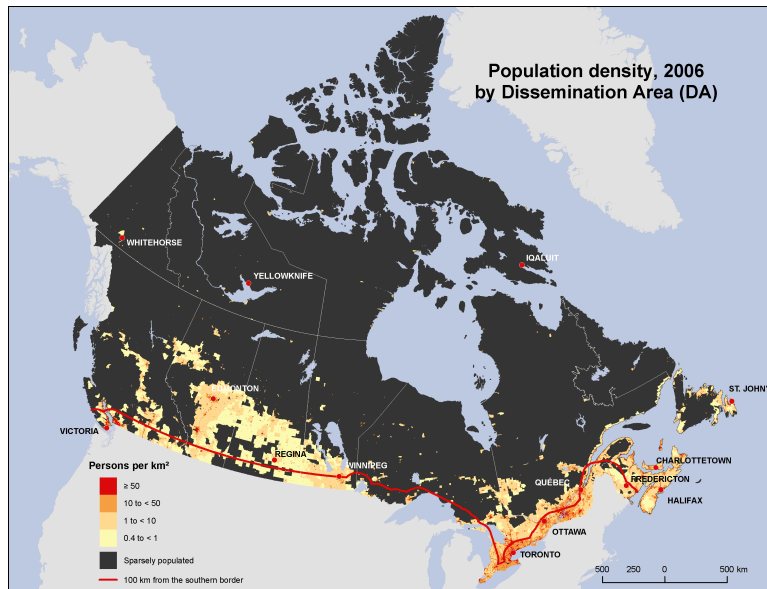 Population density, 2006
by Dissemination Area (DA)
WHITEHORSE
YELLOWKNIFE
IQALUIT
EDMONTON
ST. JOHN'
VICTORIA
REGINA
WINNIPEG
QUÉBEC
CHARLOTTETOWN
FREDERICTON
HALIFAX
OTTAWA
TORONTO
Persons per km²
≥ 50
10 to < 50
1 to < 10
0.4 to < 1
Sparsely populated
100 km from the southern border
500 250 0 500 km